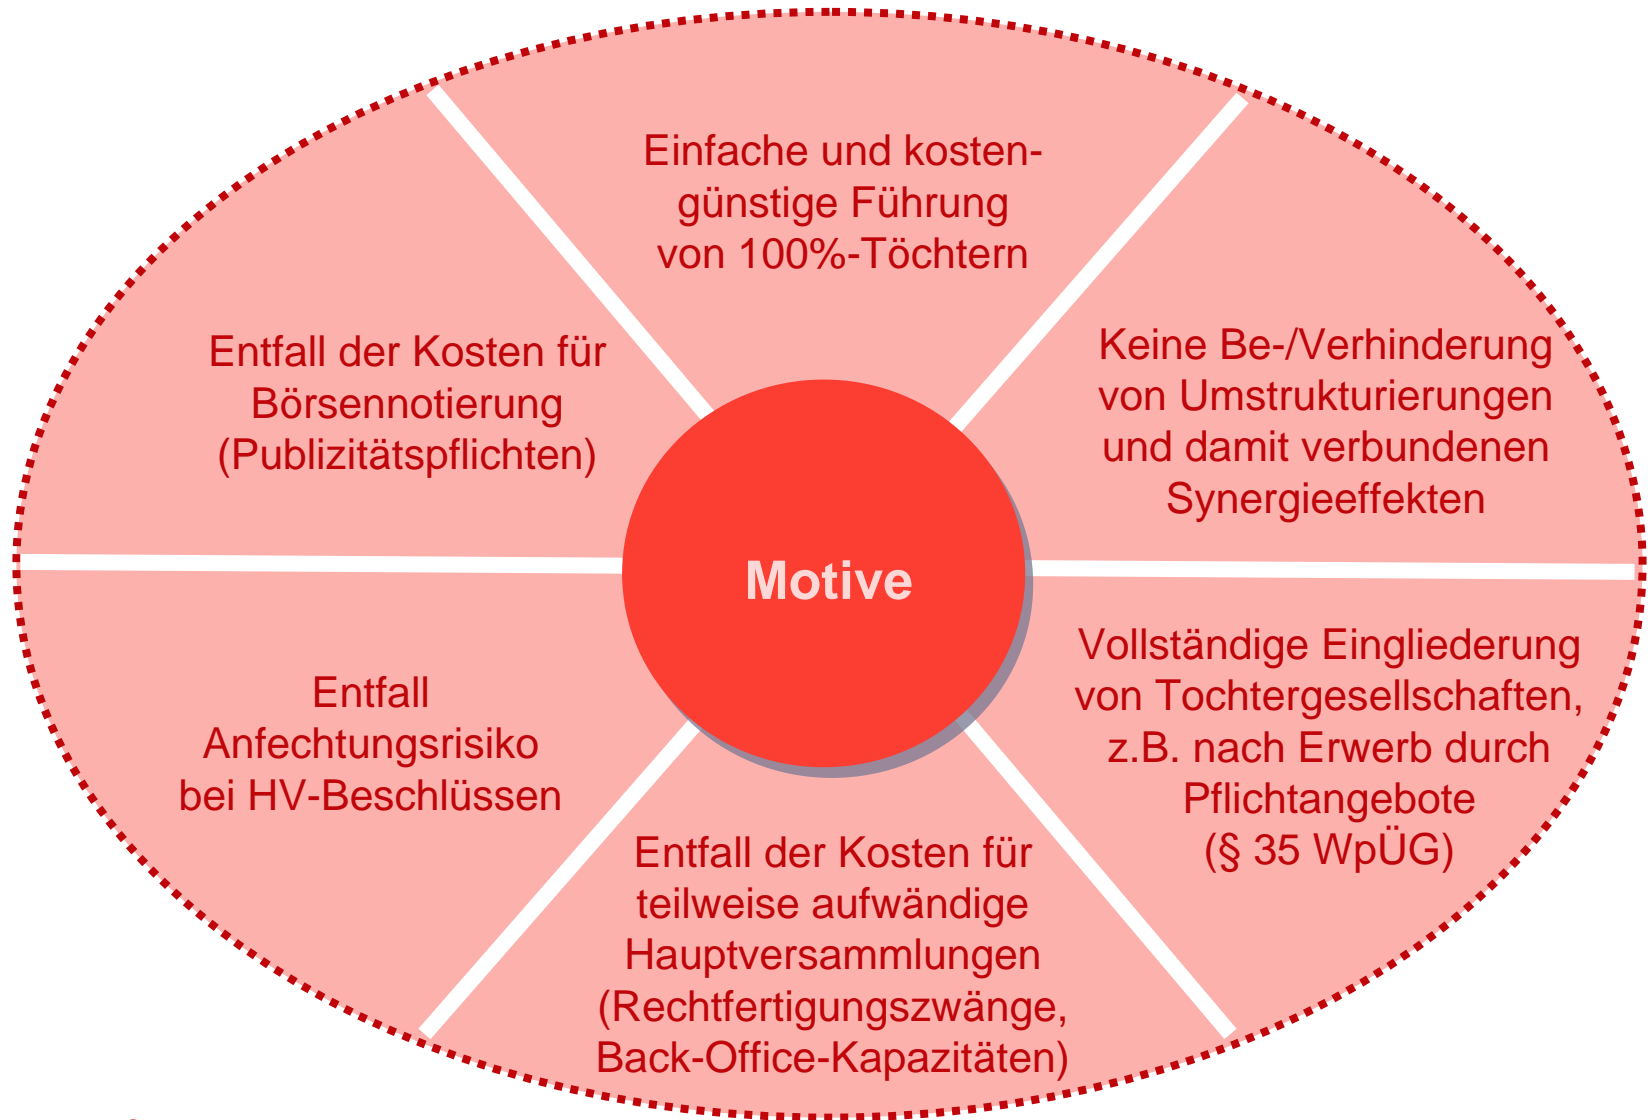 Einfache und kosten-
günstige Führung
von 100%-Töchtern
Keine Be-/Verhinderung
von Umstrukturierungen
und damit verbundenen
Synergieeffekten
Vollständige Eingliederung
von Tochtergesellschaften,
z.B. nach Erwerb durch
Pflichtangebote
(§ 35 WpÜG)
Entfall der Kosten für
teilweise aufwändige
Hauptversammlungen
(Rechtfertigungszwänge,
Back-Office-Kapazitäten)
Entfall
Anfechtungsrisiko
bei HV-Beschlüssen
Entfall der Kosten für
Börsennotierung
(Publizitätspflichten)
Motive